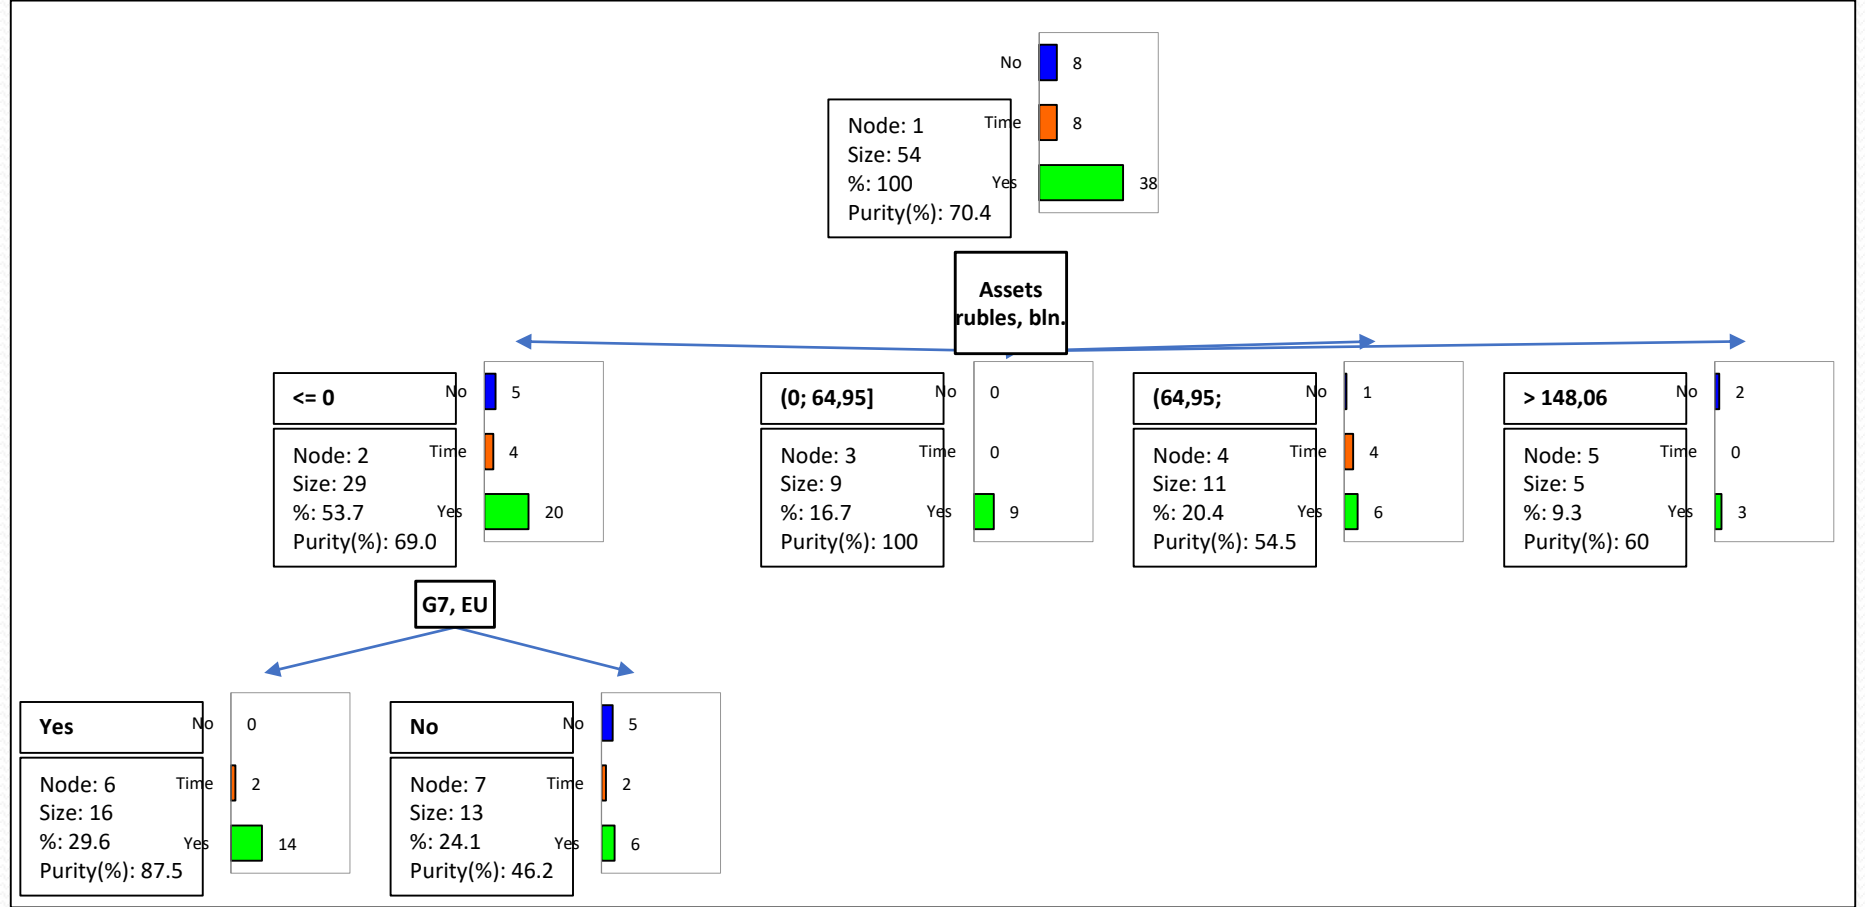 No 8
Time 8
Yes 38
Node: 1
Size: 54
%: 100
Purity(%): 70.4
Assets
rubles, bln.
<= 0
No 5
Time 4
Yes 20
Node: 2
Size: 29
%: 53.7
Purity(%): 69.0
(0; 64,95]
No 0
Time 0
Yes 9
Node: 3
Size: 9
%: 16.7
Purity(%): 100
(64,95;
No 1
Time 4
Yes 6
Node: 4
Size: 11
%: 20.4
Purity(%): 54.5
> 148,06
No 2
Time 0
Yes 3
Node: 5
Size: 5
%: 9.3
Purity(%): 60
G7, EU
Yes
No 0
Time 2
Yes 14
Node: 6
Size: 16
%: 29.6
Purity(%): 87.5
No
No 5
Time 2
Yes 6
Node: 7
Size: 13
%: 24.1
Purity(%): 46.2